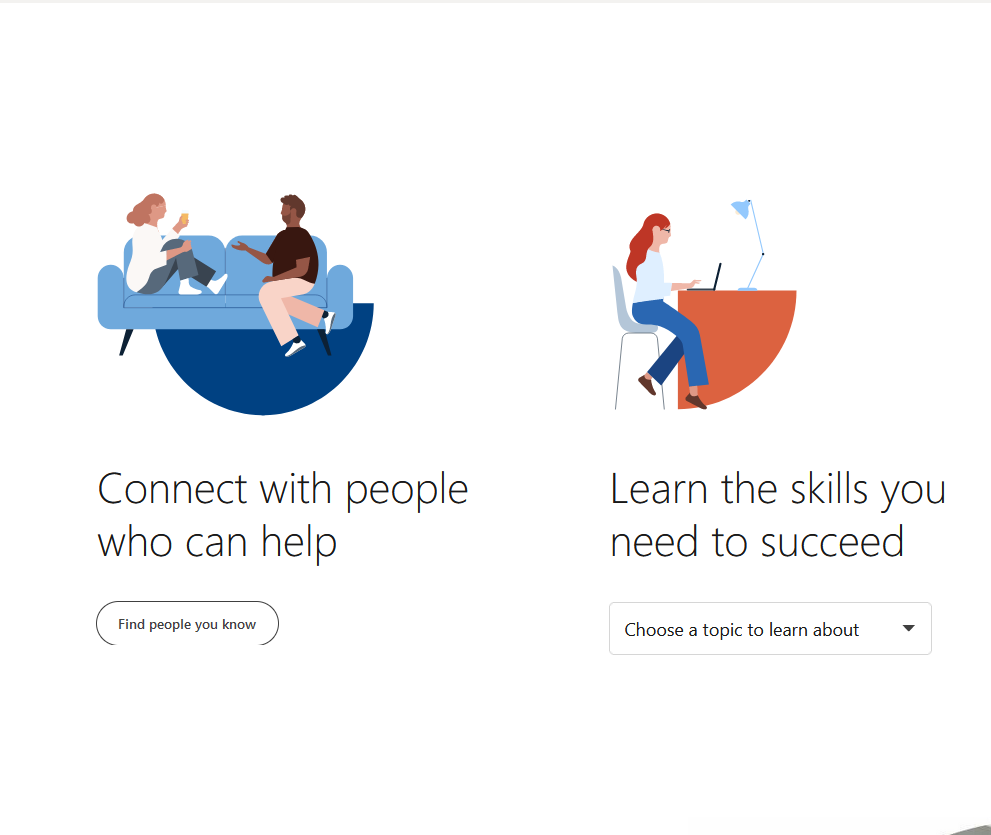 Connect with people
who can help
Find people you know
Learn the skills you
need to succeed
Choose a topic to learn about